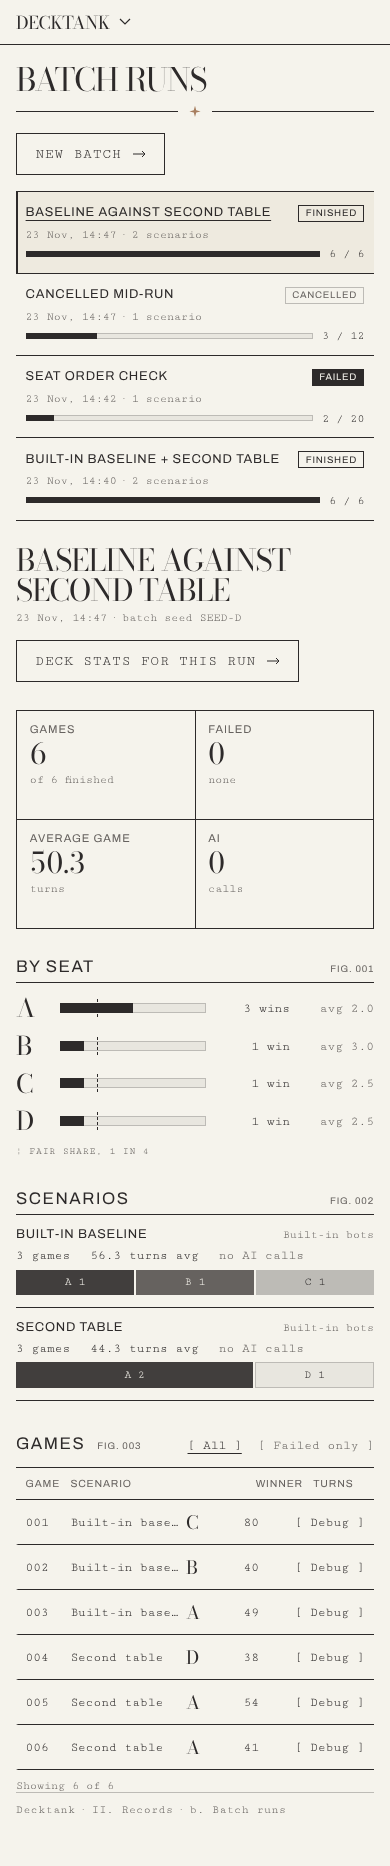 DECKTANK
BATCH RUNS
NEW BATCH →
BASELINE AGAINST SECOND TABLE FINISHED
23 Nov, 14:47 · 2 scenarios
6 / 6
CANCELLED MID-RUN CANCELLED
23 Nov, 14:47 · 1 scenario
3 / 12
SEAT ORDER CHECK FAILED
23 Nov, 14:42 · 1 scenario
2 / 20
BUILT-IN BASELINE + SECOND TABLE FINISHED
23 Nov, 14:40 · 2 scenarios
6 / 6
BASELINE AGAINST
SECOND TABLE
23 Nov, 14:47 · batch seed SEED-D
DECK STATS FOR THIS RUN →
GAMES FAILED
6 0
of 6 finished none
AVERAGE GAME AI
50.3 0
turns calls
BY SEAT FIG. 001
A 3 wins avg 2.0
B 1 win avg 3.0
C 1 win avg 2.5
D 1 win avg 2.5
¦ FAIR SHARE, 1 IN 4
SCENARIOS FIG. 002
BUILT-IN BASELINE Built-in bots
3 games 56.3 turns avg no AI calls
A 1 B 1 C 1
SECOND TABLE Built-in bots
3 games 44.3 turns avg no AI calls
A 2 D 1
GAMES FIG. 003 [ All ] [ Failed only ]
GAME SCENARIO WINNER TURNS
001 Built-in base… C 80 [ Debug ]
002 Built-in base… B 40 [ Debug ]
003 Built-in base… A 49 [ Debug ]
004 Second table D 38 [ Debug ]
005 Second table A 54 [ Debug ]
006 Second table A 41 [ Debug ]
Showing 6 of 6
Decktank · II. Records · b. Batch runs